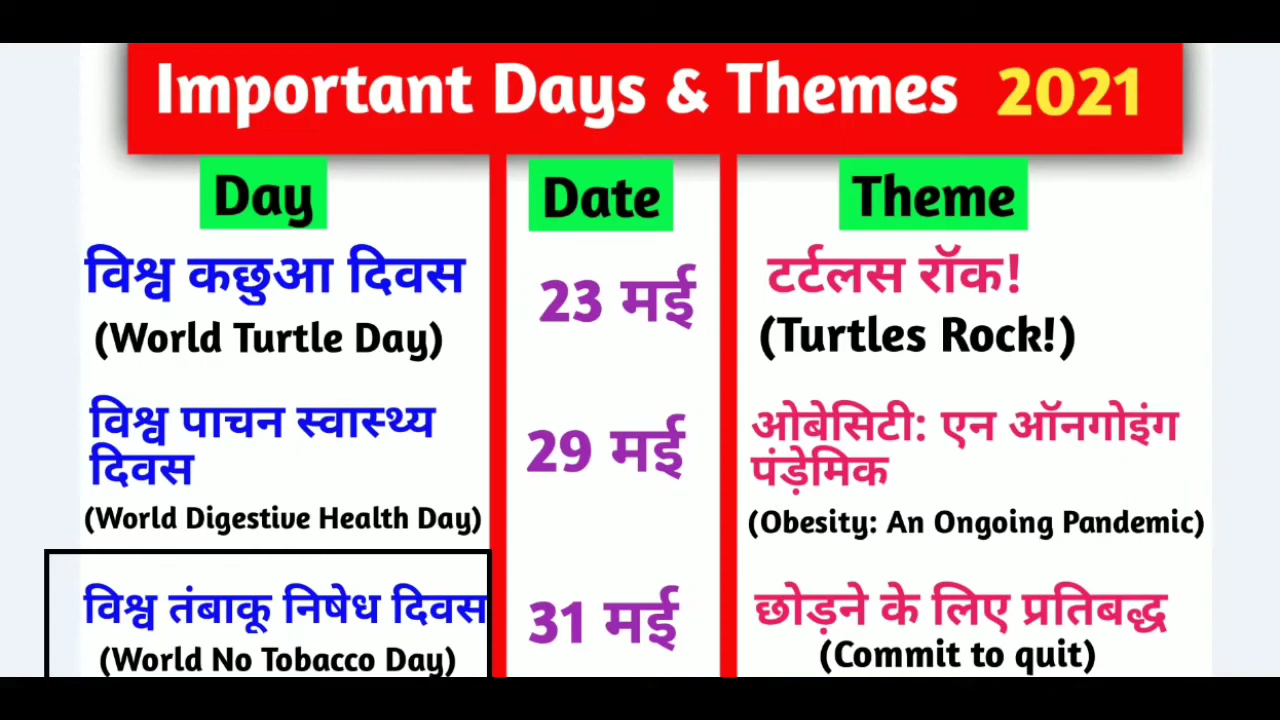 Important Days & Themes 2021
Day
Date
Theme
विश्व कछुआ दिवस
(World Turtle Day)
23 मई
टर्टलस रॉक!
(Turtles Rock!)
विश्व पाचन स्वास्थ्य
दिवस
(World Digestive Health Day)
29 मई
ओबेसिटी: एन ऑनगोइंग
पंड़ेमिक
(Obesity: An Ongoing Pandemic)
विश्व तंबाकू निषेध दिवस
(World No Tobacco Day)
31 मई
छोड़ने के लिए प्रतिबद्ध
(Commit to quit)